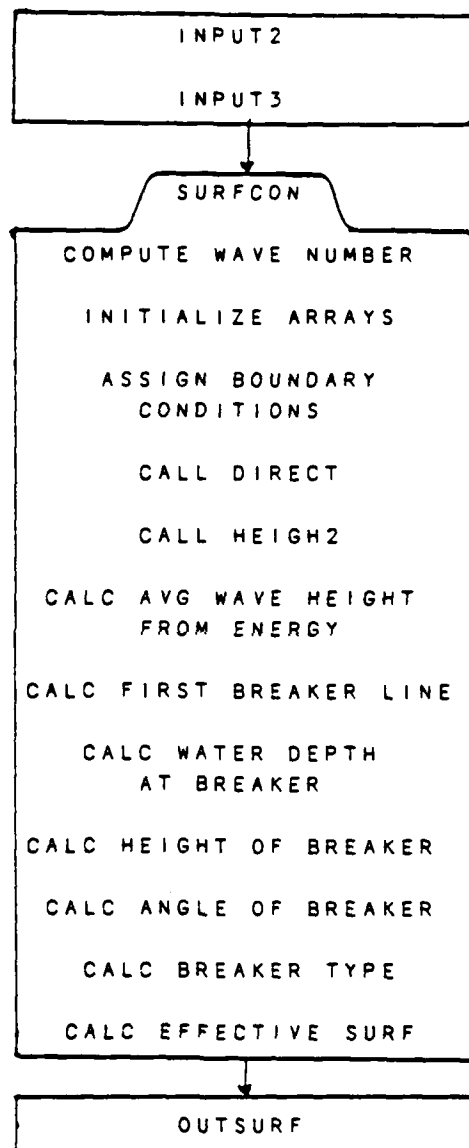 INPUT2
INPUT3
SURFCON
COMPUTE WAVE NUMBER
INITIALIZE ARRAYS
ASSIGN BOUNDARY
CONDITIONS
CALL DIRECT
CALL HEIGH2
CALC AVG WAVE HEIGHT
FROM ENERGY
CALC FIRST BREAKER LINE
CALC WATER DEPTH
AT BREAKER
CALC HEIGHT OF BREAKER
CALC ANGLE OF BREAKER
CALC BREAKER TYPE
CALC EFFECTIVE SURF
OUTSURF